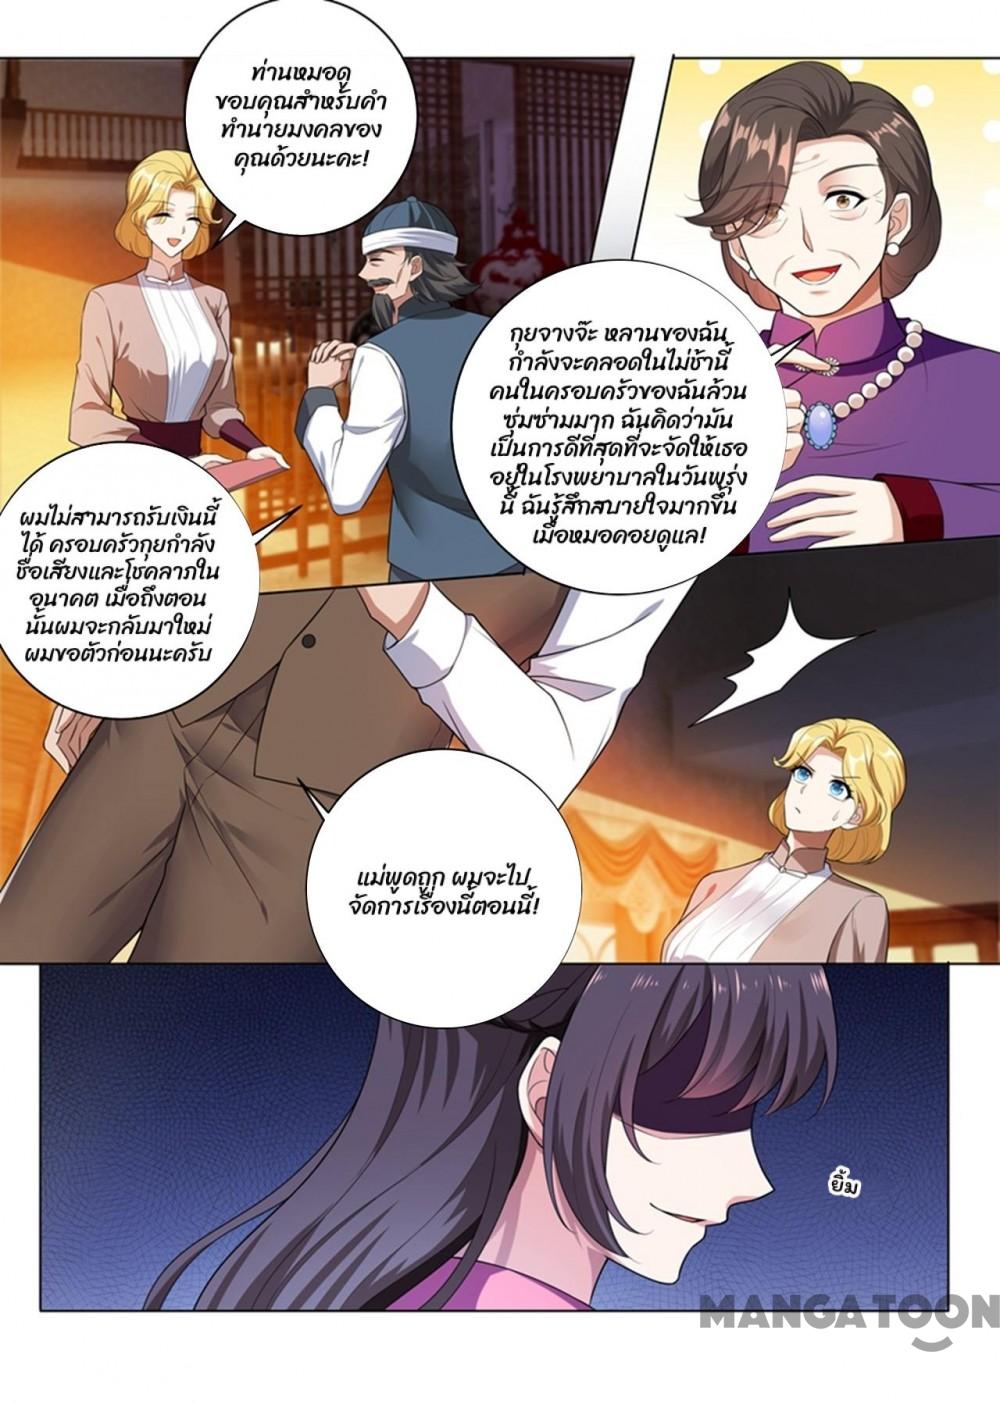 ท่านหมอดู
ขอบคุณสำหรับคำ
ทำนายมงคลของ
คุณด้วยนะคะ!
กุยจางจ๊ะ หลานของฉัน
กำลังจะคลอดในไม่ช้านี้
คนในครอบครัวของฉันล้วน
ซุ่มซ่ามมาก ฉันคิดว่ามัน
เป็นการดีที่สุดที่จะจัดให้เธอ
อยู่ในโรงพยาบาลในวันพรุ่ง
นี้ ฉันรู้สึกสบายใจมากขึ้น
เมื่อหมอคอยดูแล!
ผมไม่สามารถรับเงินนี้
ได้ ครอบครัวกุยกำลัง
ชื่อเสียงและโชคลาภใน
อนาคต เมื่อถึงตอน
นั้นผมจะกลับมาใหม่
ผมขอตัวก่อนนะครับ
แม่พูดถูก ผมจะไป
จัดการเรื่องนี้ตอนนี้!
ยิ้ม
MANGATOON